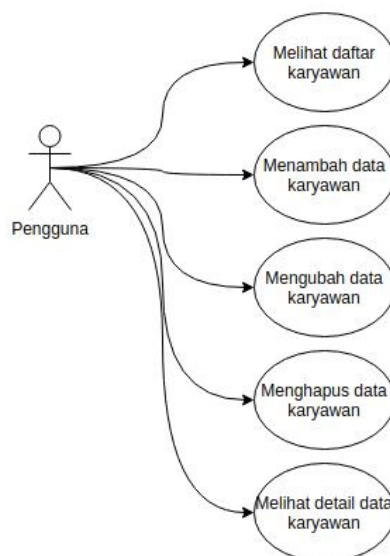 Melihat daftar
karyawan
Menambah data
karyawan
Pengguna
Mengubah data
karyawan
Menghapus data
karyawan
Melihat detail data
karyawan